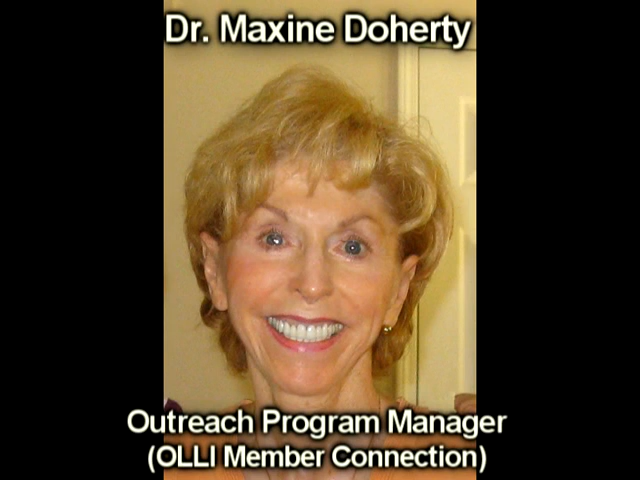 Dr. Maxine Doherty
Outreach Program Manager
(OLLI Member Connection)